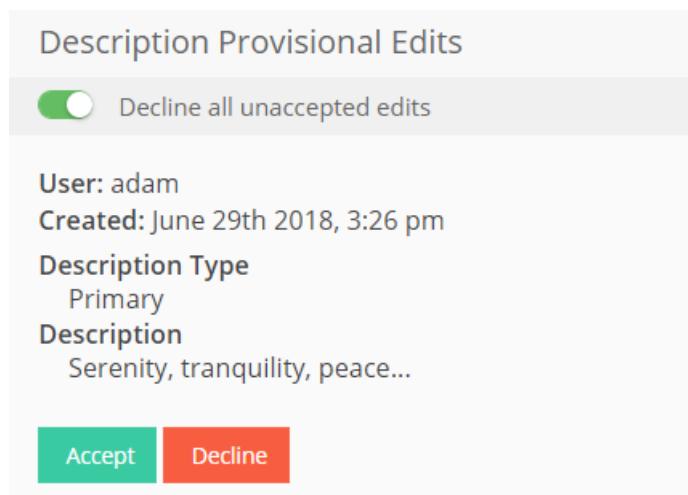 Description Provisional Edits
Decline all unaccepted edits
User: adam
Created: June 29th 2018, 3:26 pm
Description Type
Primary
Description
Serenity, tranquility, peace...
Accept Decline